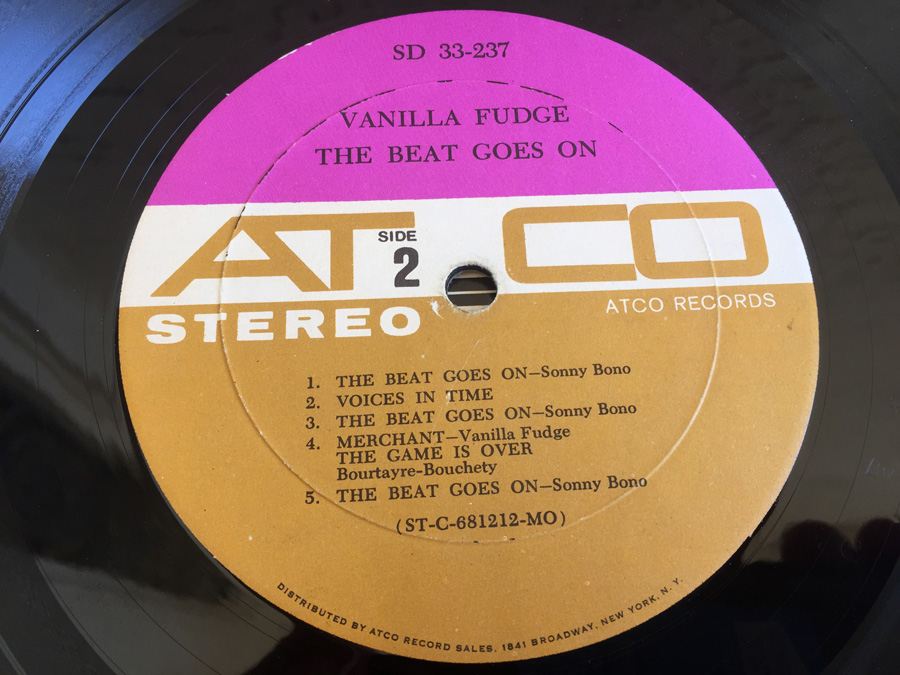 SD 33-237
VANILLA FUDGE
THE BEAT GOES ON
ATCO
SIDE
2
STEREO
ATCO RECORDS
1. THE BEAT GOES ON—Sonny Bono
2. VOICES IN TIME
3. THE BEAT GOES ON—Sonny Bono
4. MERCHANT—Vanilla Fudge
THE GAME IS OVER
Bourtayre-Bouchety
5. THE BEAT GOES ON—Sonny Bono
(ST-C-681212-MO)
DISTRIBUTED BY ATCO RECORD SALES, 1841 BROADWAY, NEW YORK, N. Y.